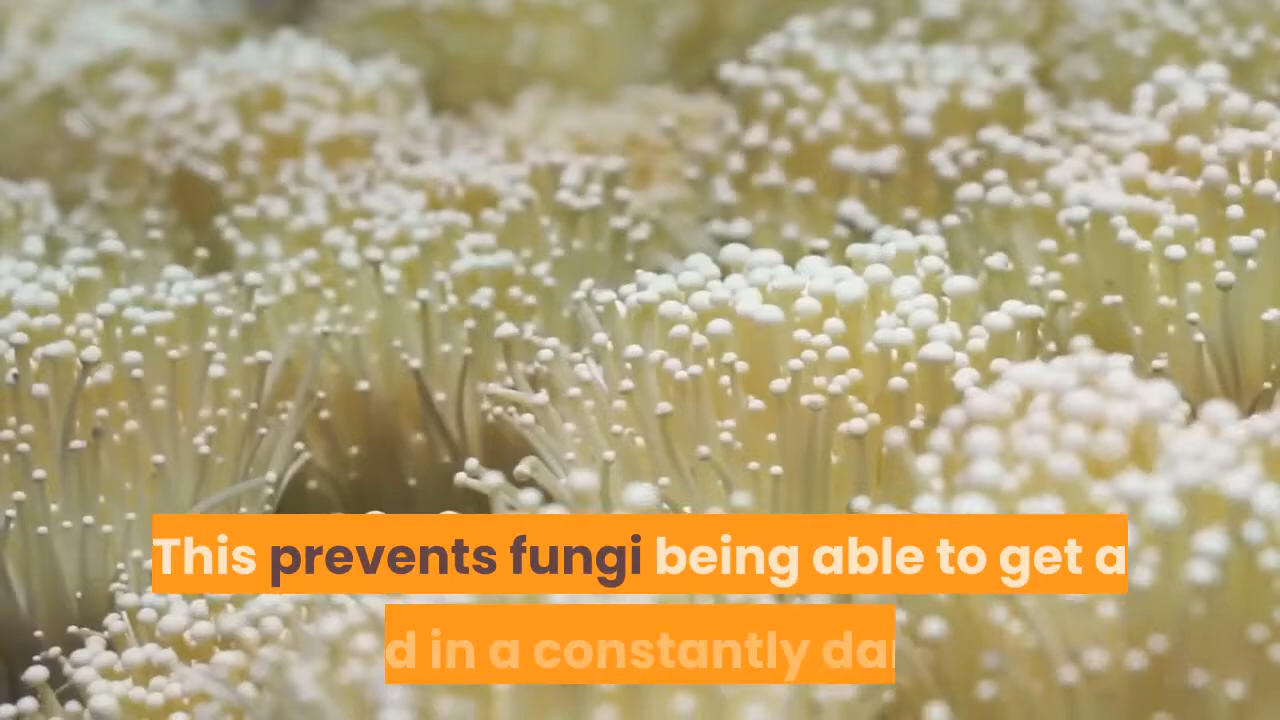 This prevents fungi being able to get a
in a constantly